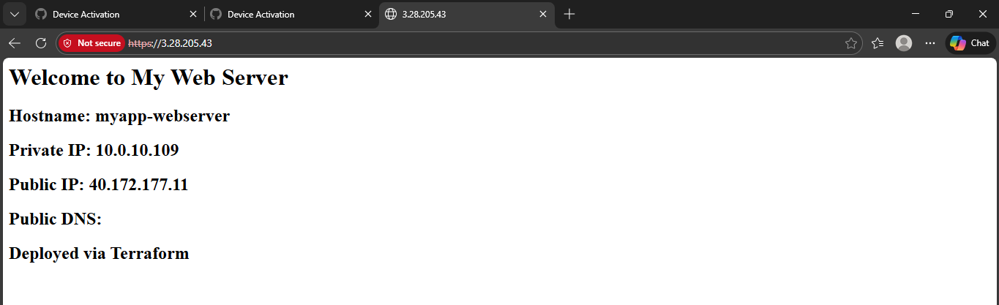 Device Activation
Device Activation
3.28.205.43
Not secure https://3.28.205.43
Chat
Welcome to My Web Server
Hostname: myapp-webserver
Private IP: 10.0.10.109
Public IP: 40.172.177.11
Public DNS:
Deployed via Terraform